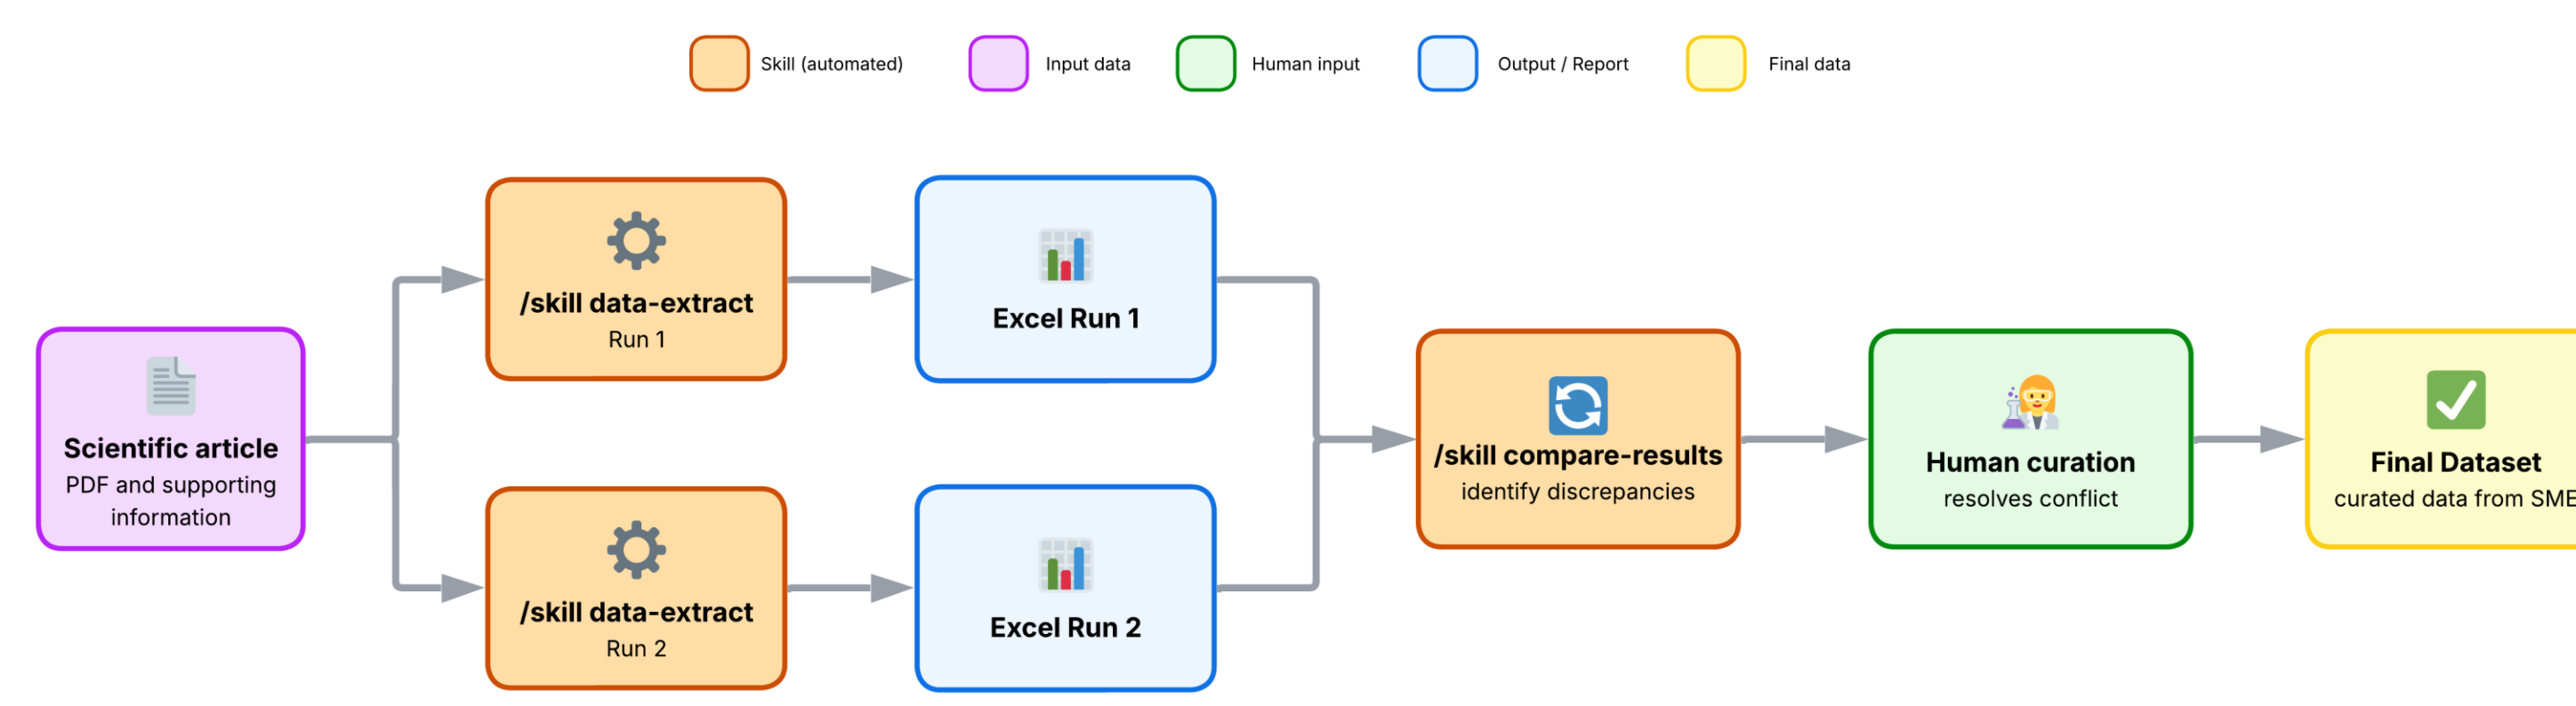 Skill (automated)
Input data
Human input
Output / Report
Final data
Scientific article
PDF and supporting
information
/skill data-extract
Run 1
/skill data-extract
Run 2
Excel Run 1
Excel Run 2
/skill compare-results
identify discrepancies
Human curation
resolves conflict
Final Dataset
curated data from SME